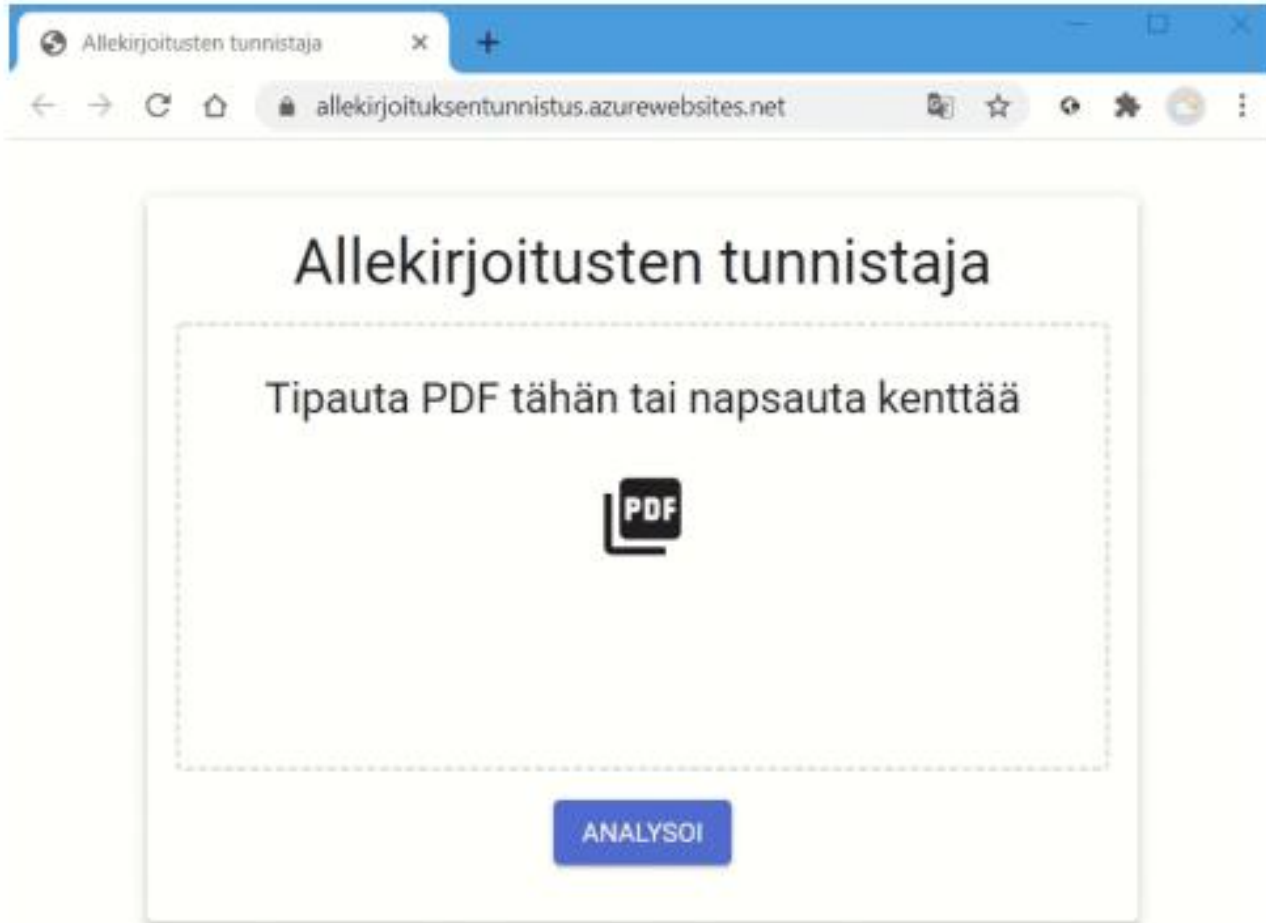 Allekirjoitusten tunnistaja
allekirjoituksentunnistus.azurewebsites.net
Allekirjoitusten tunnistaja
Tipauta PDF tähän tai napsauta kenttää
PDF
ANALYSOI